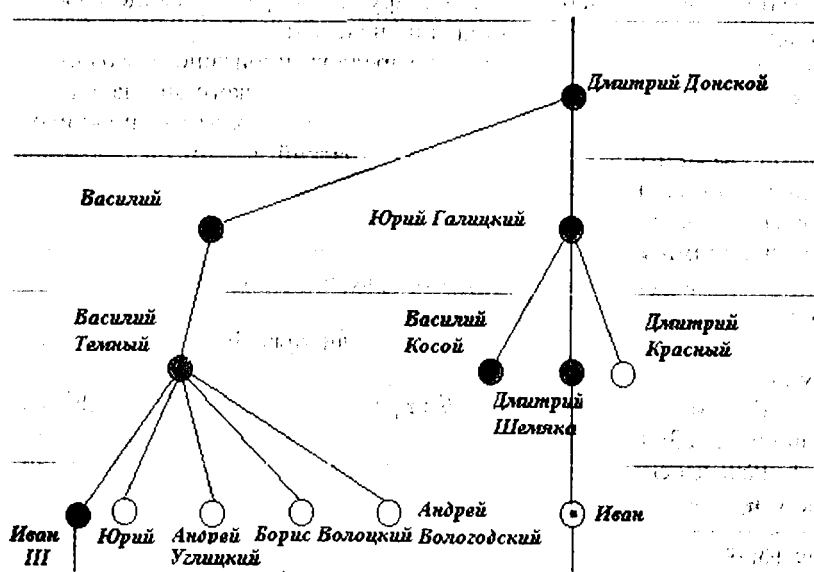 Дмитрий Донской
Василий
Юрий Галицкий
Василий
Темный
Василий
Косой
Дмитрий
Красный
Дмитрий
Шемяка
Иван
III
Юрий
Андрей
Углицкий
Борис Волоцкий
Андрей
Вологодский
Иван